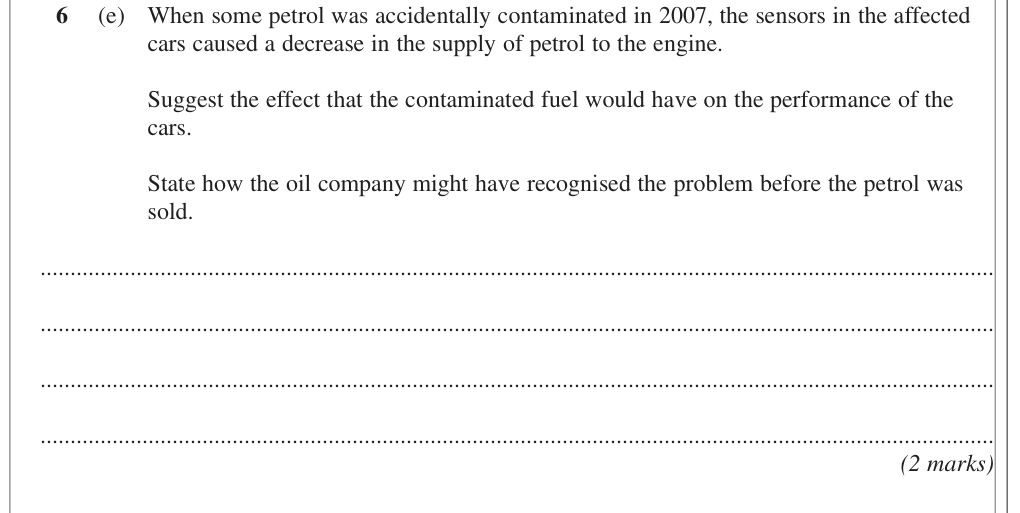 6 (e) When some petrol was accidentally contaminated in 2007, the sensors in the affected
cars caused a decrease in the supply of petrol to the engine.
Suggest the effect that the contaminated fuel would have on the performance of the
cars.
State how the oil company might have recognised the problem before the petrol was
sold.
(2 marks)